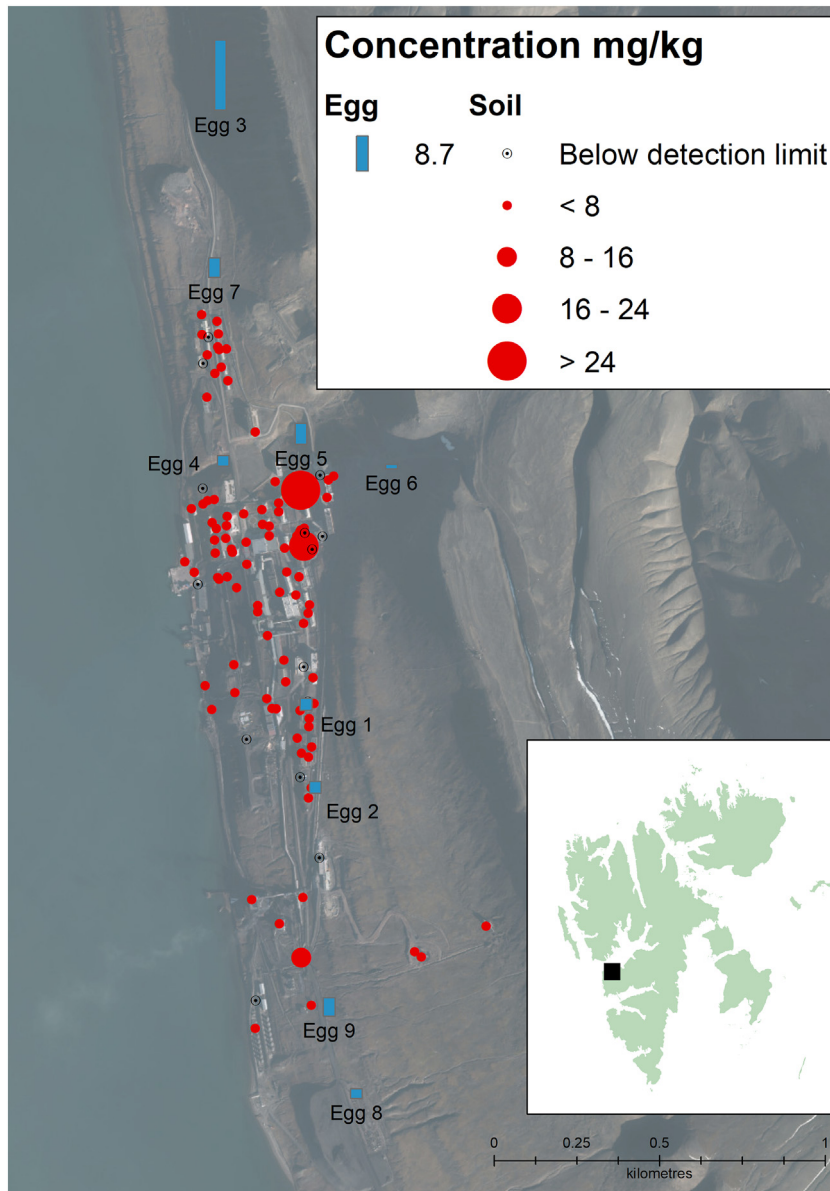 Concentration mg/kg
Egg Soil
8.7 Below detection limit
< 8
8 - 16
16 - 24
> 24
Egg 3
Egg 7
Egg 4
Egg 5
Egg 6
Egg 1
Egg 2
Egg 9
Egg 8
0 0.25 0.5 1
kilometres